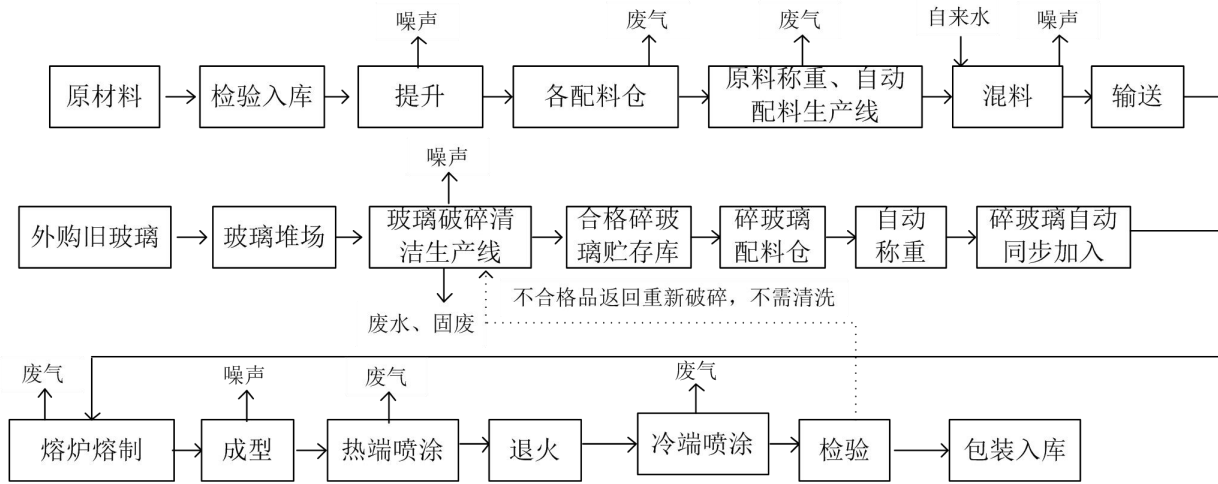 噪声
废气
废气
自来水
噪声
原材料
检验入库
提升
各配料仓
原料称重、自动
配料生产线
混料
输送
噪声
外购旧玻璃
玻璃堆场
玻璃破碎清
洁生产线
合格碎玻
璃贮存库
碎玻璃
配料仓
自动
称重
碎玻璃自动
同步加入
不合格品返回重新破碎，不需清洗
废水、固废
废气
噪声
废气
废气
熔炉熔制
成型
热端喷涂
退火
冷端喷涂
检验
包装入库